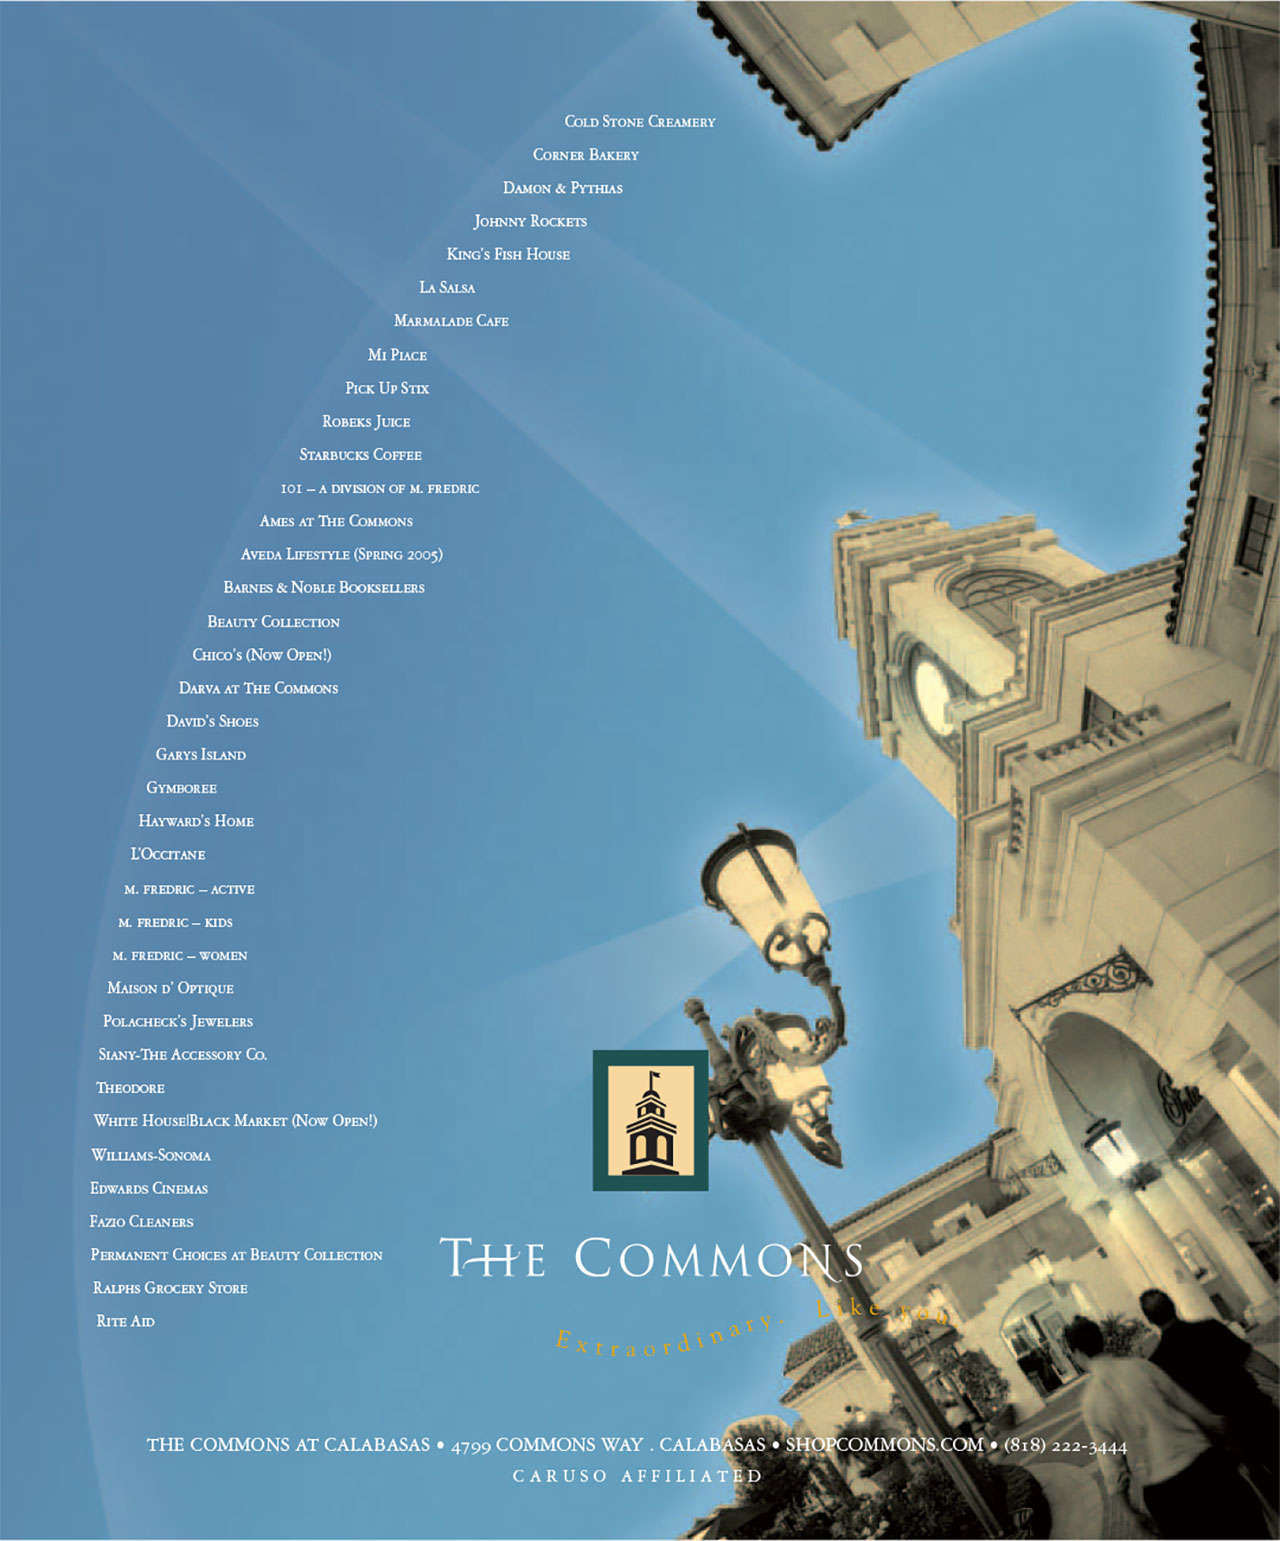 Cold Stone Creamery
Corner Bakery
Damon & Pythias
Johnny Rockets
King's Fish House
La Salsa
Marmalade Cafe
Mi Piace
Pick Up Stix
Robeks Juice
Starbucks Coffee
101 – a division of m. fredric
Ames at The Commons
Aveda Lifestyle (Spring 2005)
Barnes & Noble Booksellers
Beauty Collection
Chico's (Now Open!)
Darva at The Commons
David's Shoes
Garys Island
Gymboree
Hayward's Home
L'Occitane
m. fredric – active
m. fredric – kids
m. fredric – women
Maison d' Optique
Polacheck's Jewelers
Siany-The Accessory Co.
Theodore
White House|Black Market (Now Open!)
Williams-Sonoma
Edwards Cinemas
Fazio Cleaners
Permanent Choices at Beauty Collection
Ralphs Grocery Store
Rite Aid
The Commons
Extraordinary. Like you.
THE COMMONS AT CALABASAS • 4799 COMMONS WAY . CALABASAS • SHOPCOMMONS.COM • (818) 222-3444
CARUSO AFFILIATED